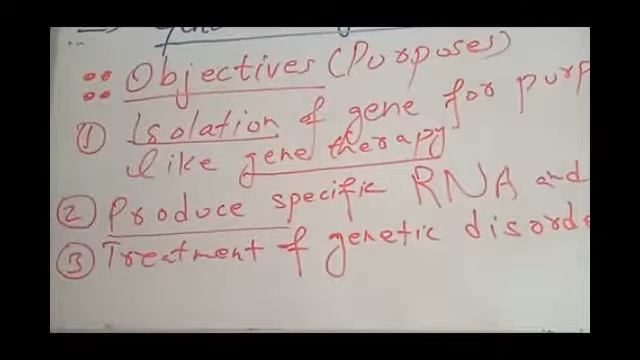 :: Objectives (Purposes)
① Isolation of gene for purp
like gene therapy
② Produce specific RNA and
③ Treatment of genetic disorde